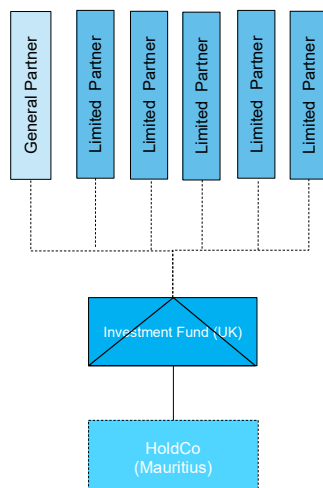 General Partner
Limited Partner
Limited Partner
Limited Partner
Limited Partner
Limited Partner
Investment Fund (UK)
HoldCo
(Mauritius)